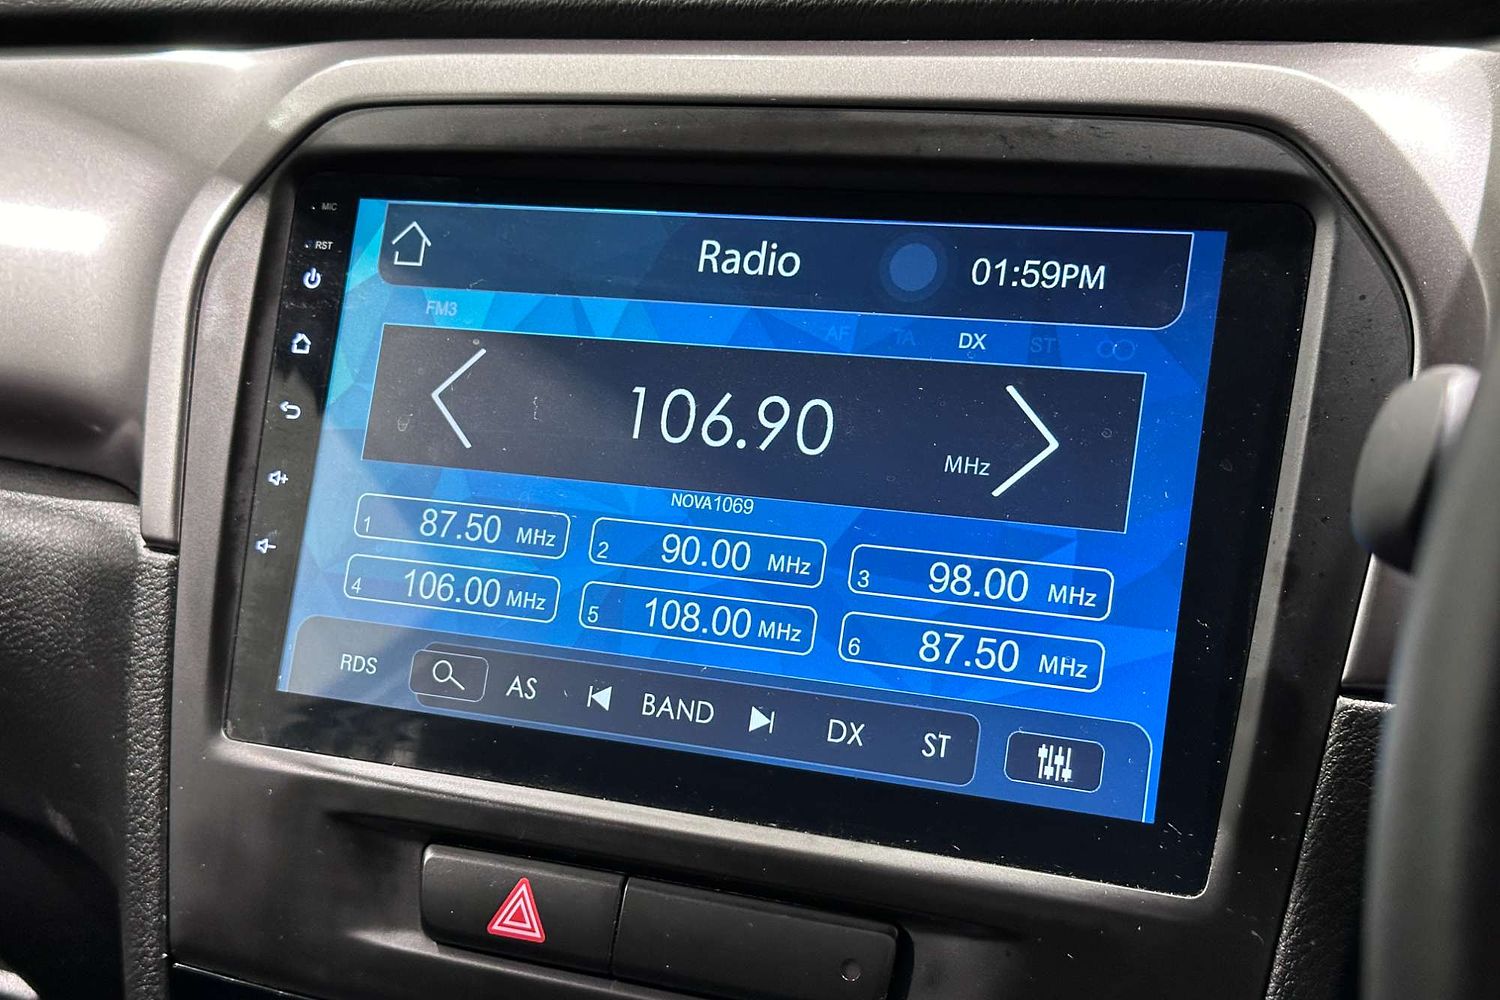 MIC
RST
Radio
01:59PM
FM3
AF TA DX ST
106.90 MHz
NOVA1069
1 87.50 MHz
2 90.00 MHz
3 98.00 MHz
4 106.00 MHz
5 108.00 MHz
6 87.50 MHz
RDS AS BAND DX ST